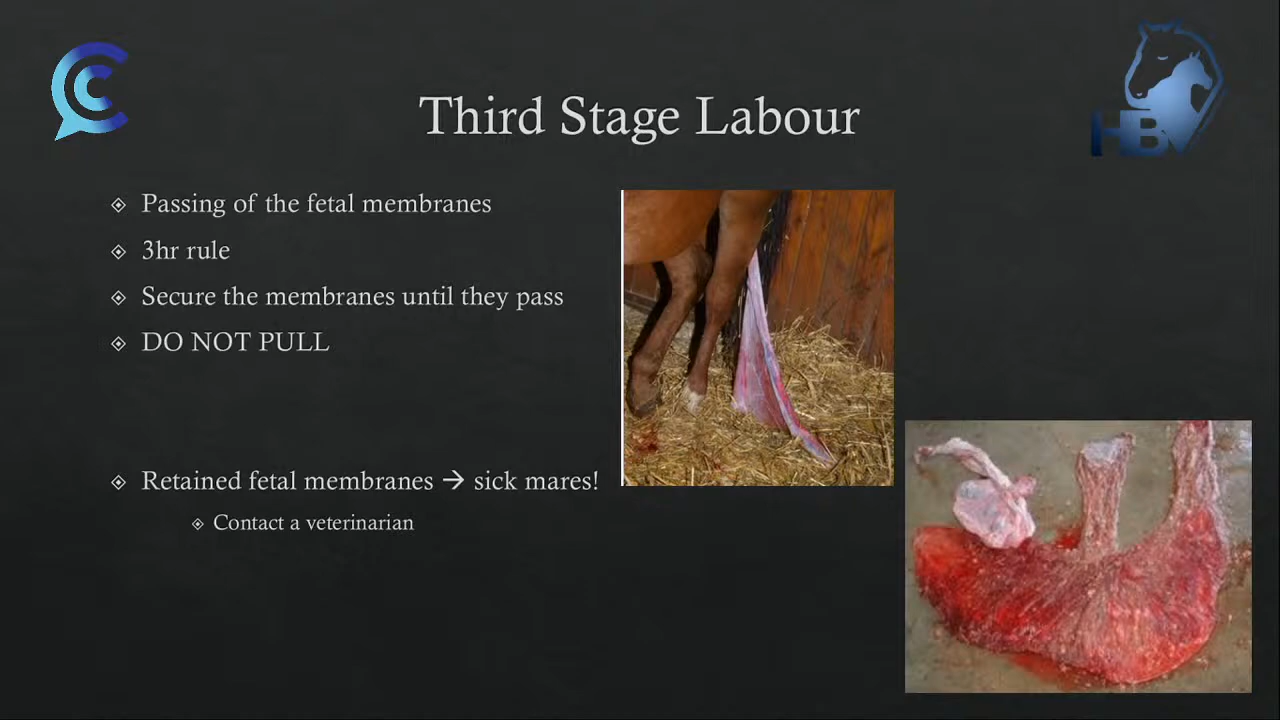 HBV
Third Stage Labour
Passing of the fetal membranes
3hr rule
Secure the membranes until they pass
DO NOT PULL
Retained fetal membranes → sick mares!
Contact a veterinarian